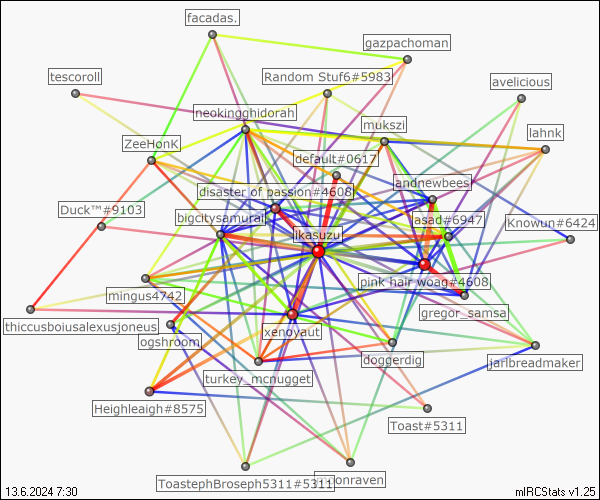 facadas.
gazpachoman
tescoroll
Random Stuf6#5983
avelicious
neokingghidorah
mukszi
lahnk
ZeeHonK
default#0617
disaster of passion#4608
andnewbees
Duck™#9103
bigcitysamurai
lasad#6947
Knowun#6424
ikasuzu
pink hair woag#4608
mingus4742
gregor_samsa
thiccusboiusalexusjoneus
xenoyaut
ogshroom
doggerdig
jarlbreadmaker
turkey_mcnugget
Heighleaigh#8575
Toast#5311
ToastephBroseph5311#5311
moonraven
13.6.2024 7:30
mIRCStats v1.25